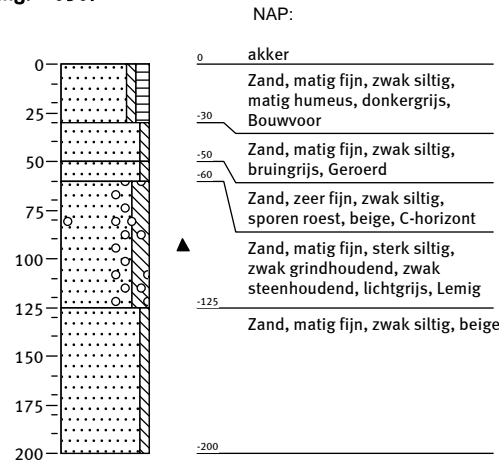 NAP:
0 akker
Zand, matig fijn, zwak siltig,
matig humeus, donkergrijs,
Bouwvoor
-30
Zand, matig fijn, zwak siltig,
bruingrijs, Geroerd
-50
Zand, zeer fijn, zwak siltig,
sporen roest, beige, C-horizont
-60
Zand, matig fijn, sterk siltig,
zwak grindhoudend, zwak
steenhoudend, lichtgrijs, Lemig
-125
Zand, matig fijn, zwak siltig, beige
-200
0
25
50
75
100
125
150
175
200